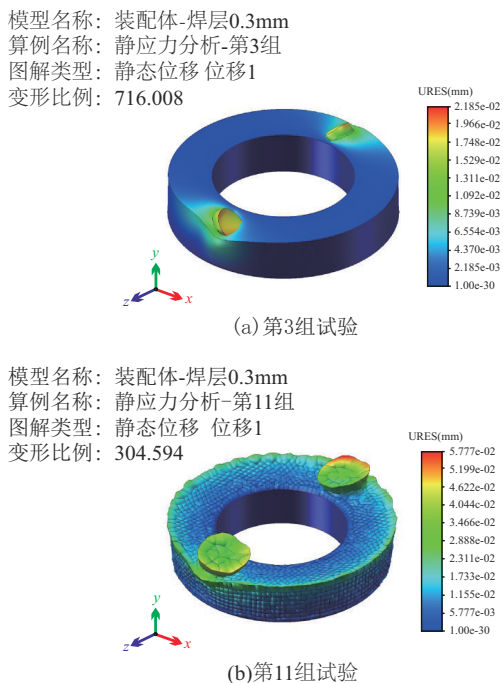 模型名称：装配体-焊层0.3mm
算例名称：静应力分析-第3组
图解类型：静态位移 位移1
变形比例：716.008
URES(mm)
2.185e-02
1.966e-02
1.748e-02
1.529e-02
1.311e-02
1.092e-02
8.739e-03
6.554e-03
4.370e-03
2.185e-03
1.00e-30
y
z
x
(a)第3组试验
模型名称：装配体-焊层0.3mm
算例名称：静应力分析-第11组
图解类型：静态位移 位移1
变形比例：304.594
URES(mm)
5.777e-02
5.199e-02
4.622e-02
4.044e-02
3.466e-02
2.888e-02
2.311e-02
1.733e-02
1.155e-02
5.777e-03
1.00e-30
y
z
x
(b)第11组试验